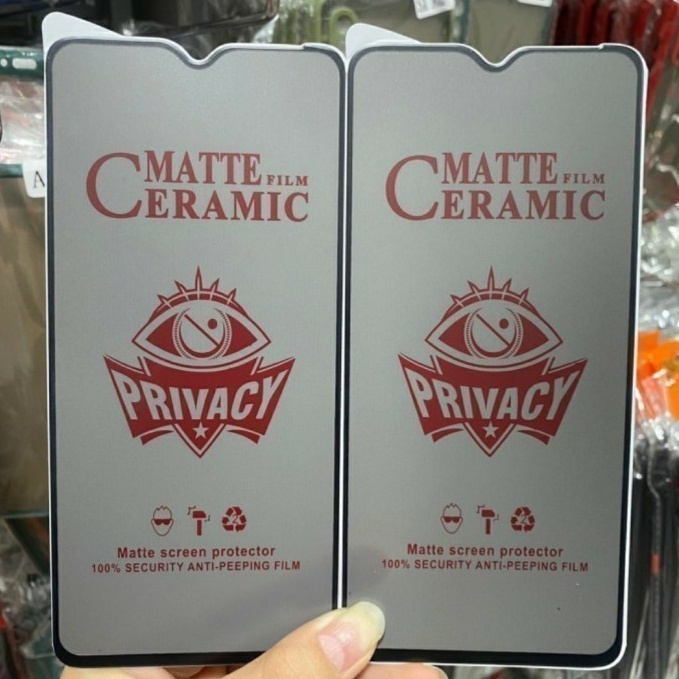 MATTE FILM
CERAMIC
PRIVACY
Matte screen protector
100% SECURITY ANTI-PEEPING FILM
MATTE FILM
CERAMIC
PRIVACY
Matte screen protector
100% SECURITY ANTI-PEEPING FILM